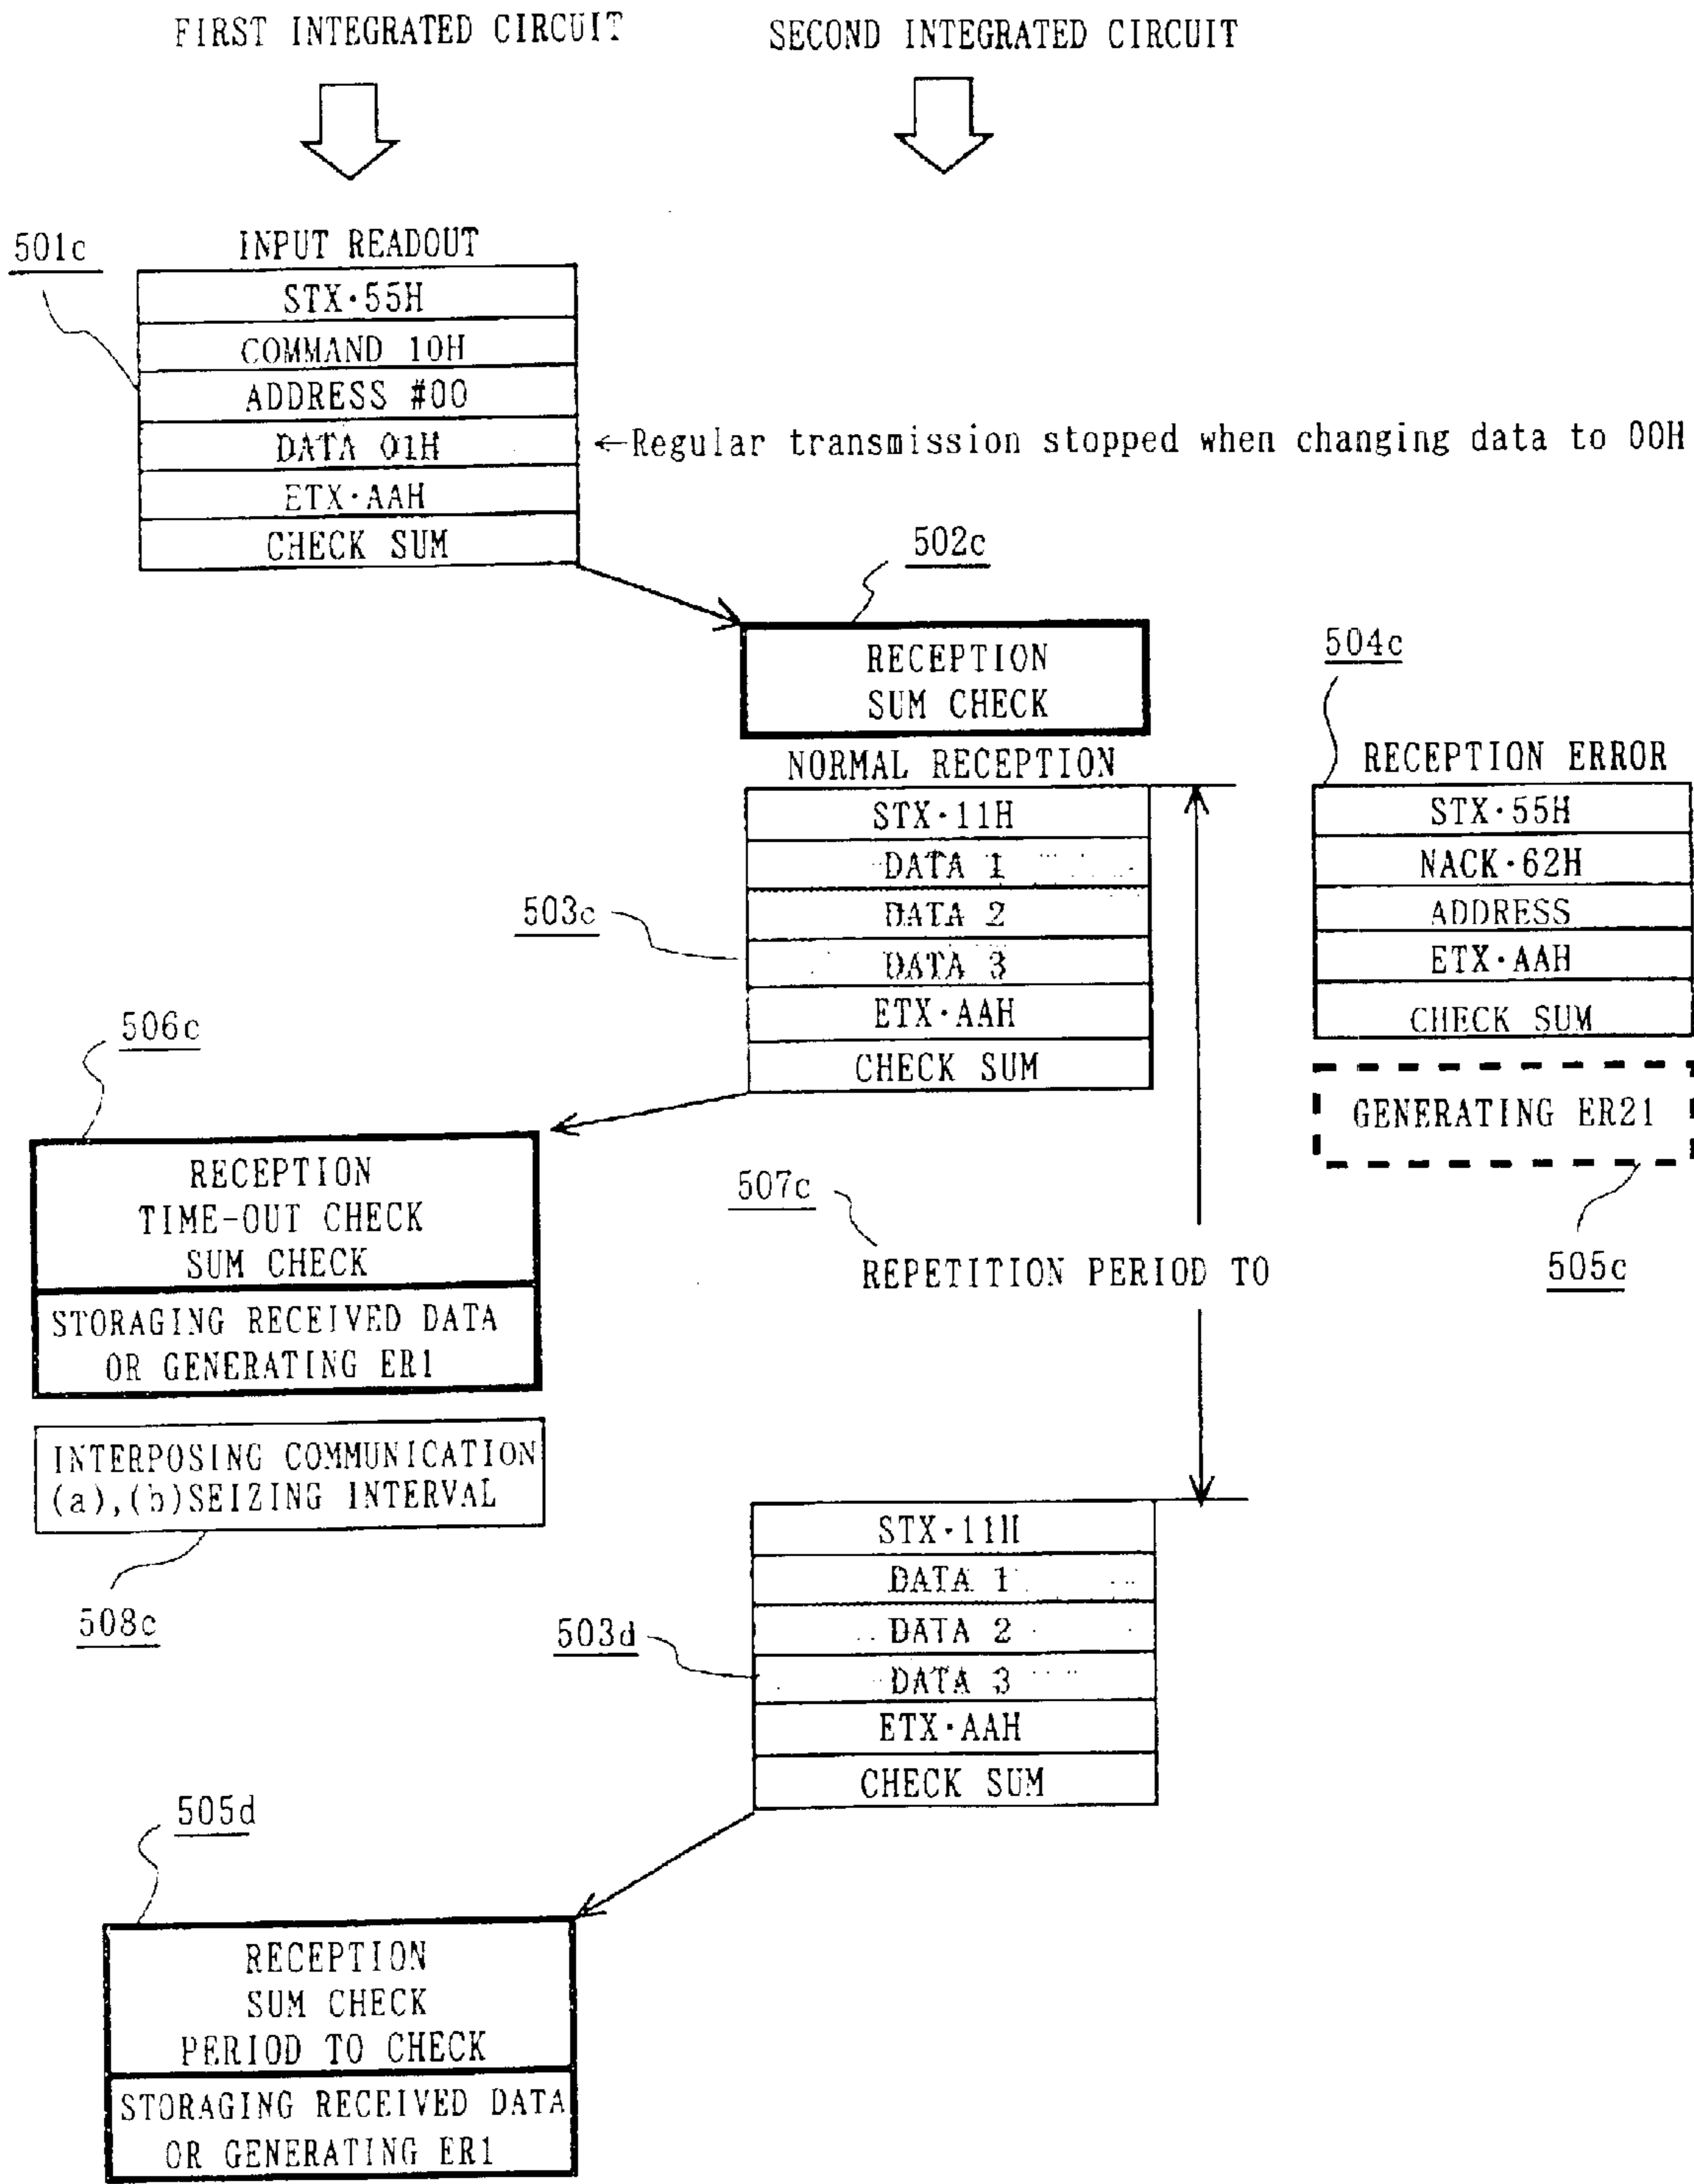 FIRST INTEGRATED CIRCUIT
SECOND INTEGRATED CIRCUIT
501c
INPUT READOUT
STX·55H
COMMAND 10H
ADDRESS #00
DATA 01H
←Regular transmission stopped when changing data to 00H
ETX·AAH
CHECK SUM
502c
RECEPTION
SUM CHECK
504c
NORMAL RECEPTION
RECEPTION ERROR
STX·11H
DATA 1
DATA 2
DATA 3
ETX·AAH
CHECK SUM
503c
STX·55H
NACK·62H
ADDRESS
ETX·AAH
CHECK SUM
GENERATING ER21
505c
506c
RECEPTION
TIME-OUT CHECK
SUM CHECK
STORAGING RECEIVED DATA
OR GENERATING ER1
507c
REPETITION PERIOD TO
INTERPOSING COMMUNICATION
(a),(b)SEIZING INTERVAL
508c
503d
STX·11H
DATA 1
DATA 2
DATA 3
ETX·AAH
CHECK SUM
505d
RECEPTION
SUM CHECK
PERIOD TO CHECK
STORAGING RECEIVED DATA
OR GENERATING ER1